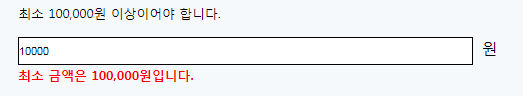 최소 100,000원 이상이어야 합니다.
10000 원
최소 금액은 100,000원입니다.